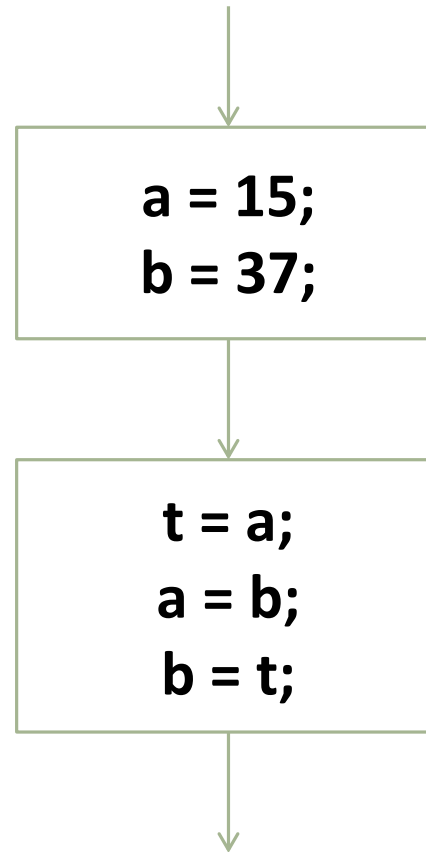 a = 15;
b = 37;
t = a;
a = b;
b = t;